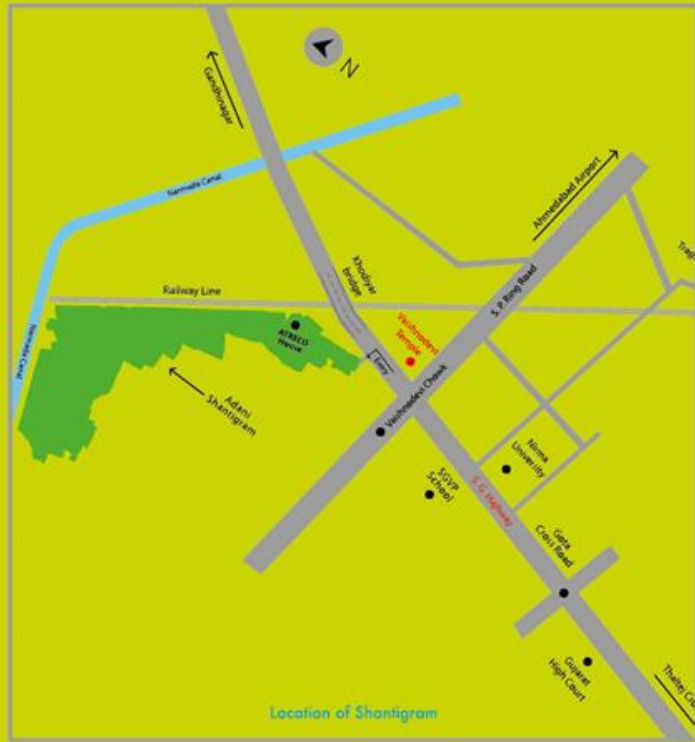 N
Gandhinagar
Narmada Canal
Ahmedabad Airport
Khodiyar
bridge
S. P. Ring Road
Railway Line
Narmada Canal
ATRECO
House
Vaishnodevi
Temple
Entry
Adani
Shantigram
Vaishnodevi Chowk
SGVP
School
Nirma
University
S. G. Highway
Gota
Cross Road
Gujarat
High Court
Location of Shantigram